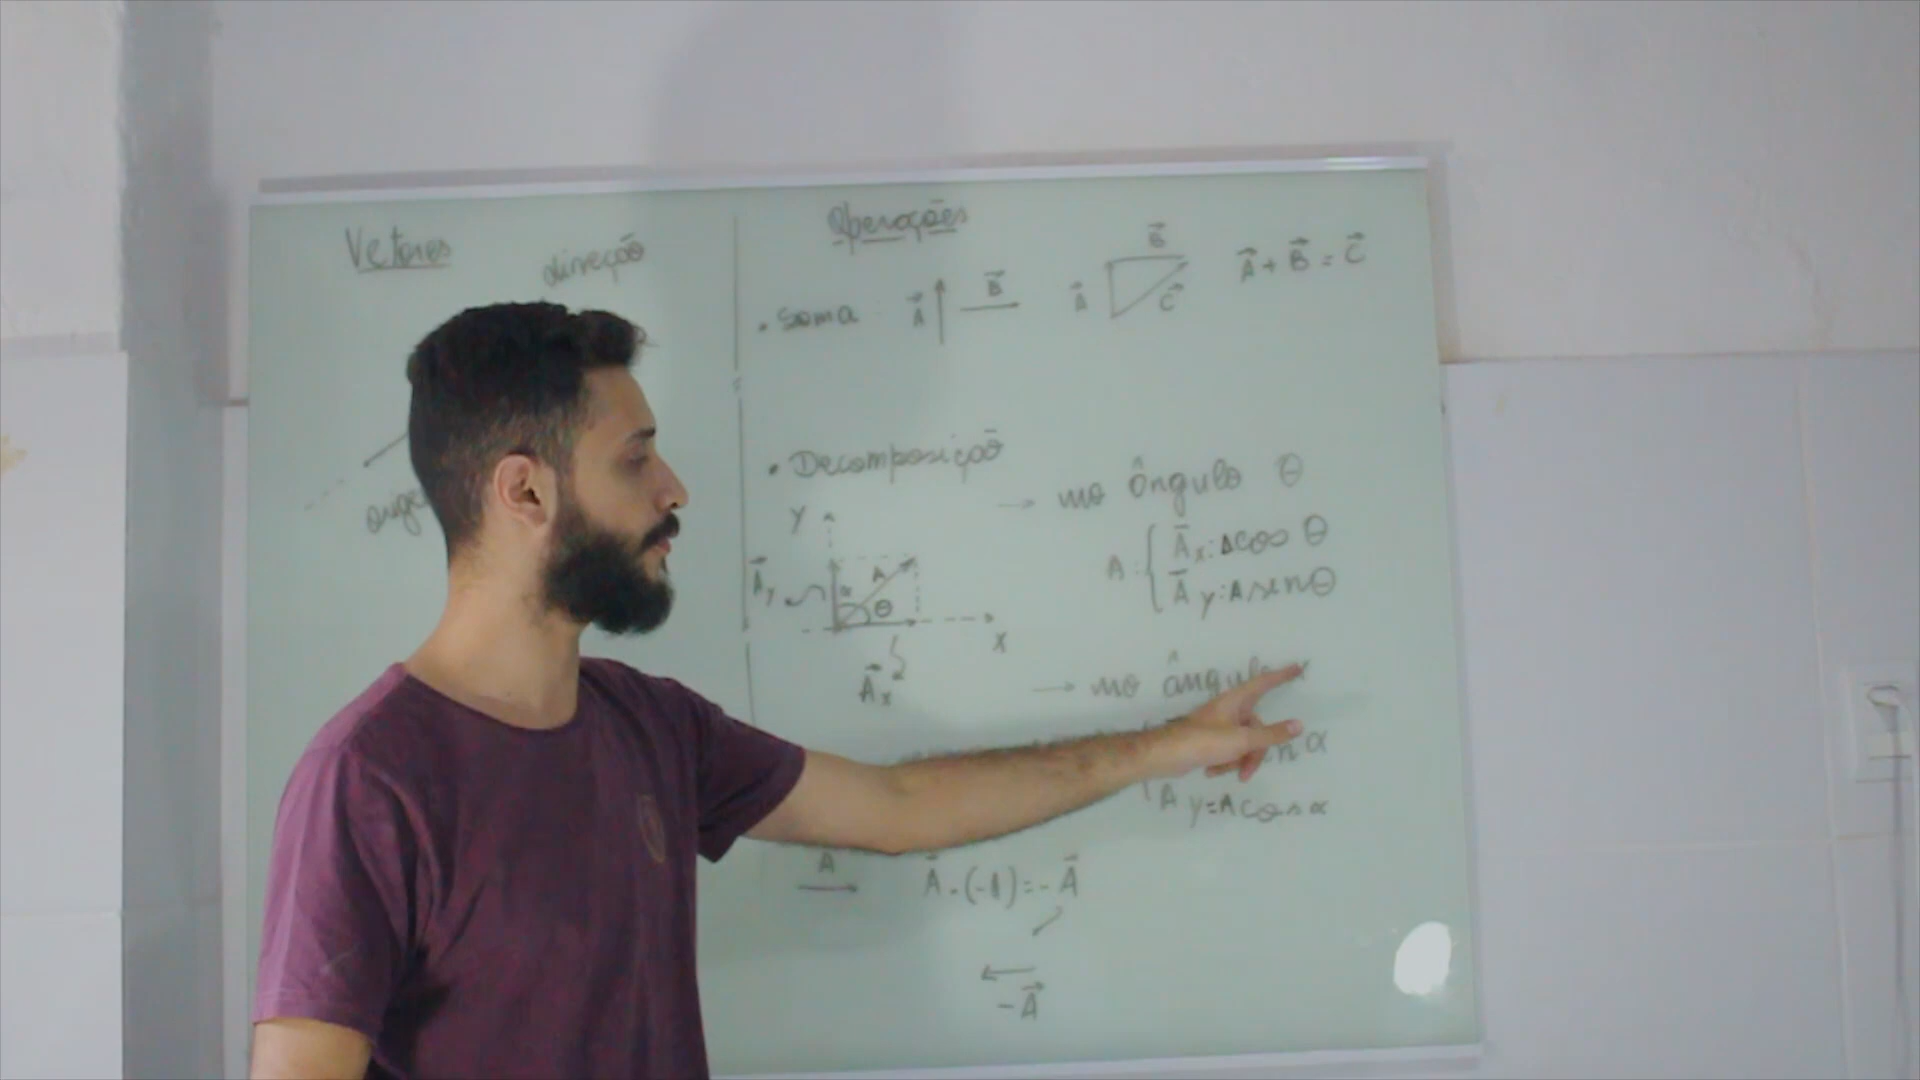 Vetores
direção
Operações
• Soma A⃗ B⃗ A⃗ B⃗ C⃗ A⃗ + B⃗ = C⃗
• Decomposição
→ no ângulo θ
Y
A: { A⃗x: A cos θ
A⃗y: A sen θ
A⃗y α A θ
X
A⃗x
→ no ângulo α
α
A y = A cos α
A⃗ A⃗ . (-1) = - A⃗
- A⃗